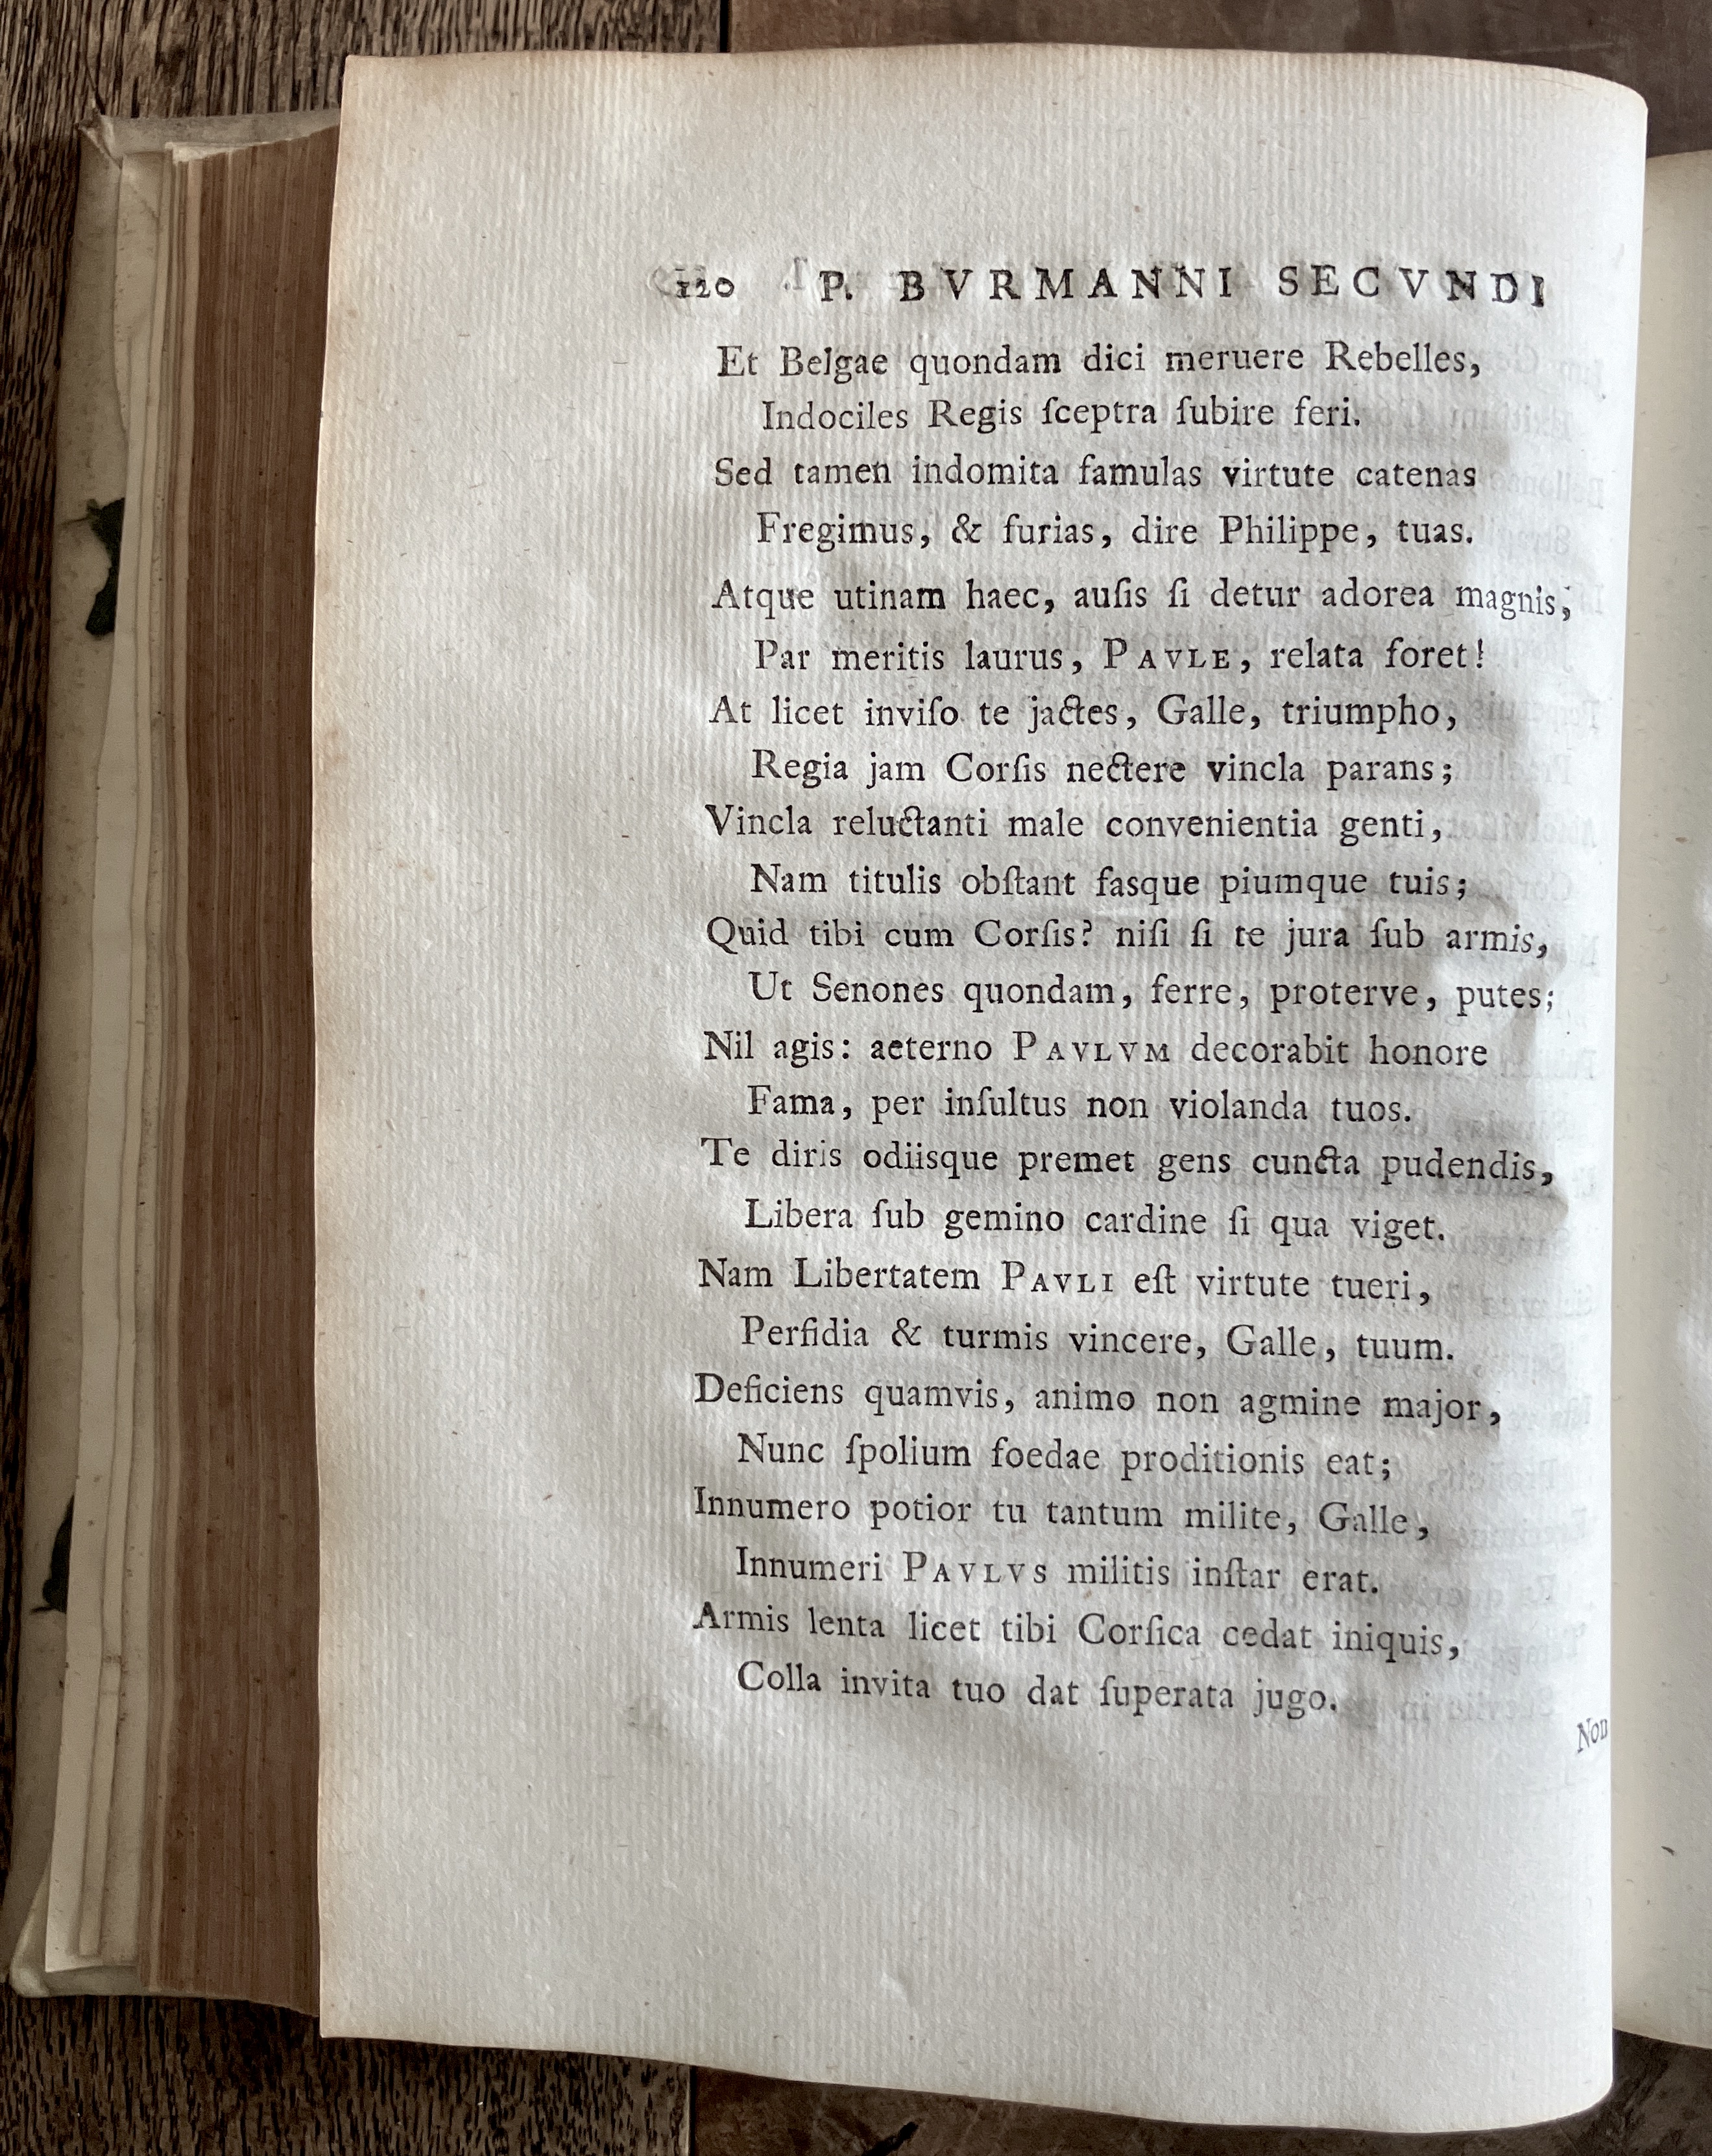 120 P. BVRMANNI SECVNDI
Et Belgae quondam dici meruere Rebelles,
Indociles Regis ſceptra ſubire feri.
Sed tamen indomita famulas virtute catenas
Fregimus, & furias, dire Philippe, tuas.
Atque utinam haec, auſis ſi detur adorea magnis,
Par meritis laurus, PAVLE, relata foret!
At licet inviſo te jactes, Galle, triumpho,
Regia jam Corſis nectere vincla parans;
Vincla reluctanti male convenientia genti,
Nam titulis obſtant fasque piumque tuis;
Quid tibi cum Corſis? niſi ſi te jura ſub armis,
Ut Senones quondam, ferre, proterve, putes;
Nil agis: aeterno PAVLVM decorabit honore
Fama, per inſultus non violanda tuos.
Te diris odiisque premet gens cuncta pudendis,
Libera ſub gemino cardine ſi qua viget.
Nam Libertatem PAVLI eſt virtute tueri,
Perfidia & turmis vincere, Galle, tuum.
Deficiens quamvis, animo non agmine major,
Nunc ſpolium foedae proditionis eat;
Innumero potior tu tantum milite, Galle,
Innumeri PAVLVS militis inſtar erat.
Armis lenta licet tibi Corſica cedat iniquis,
Colla invita tuo dat ſuperata jugo.
Non